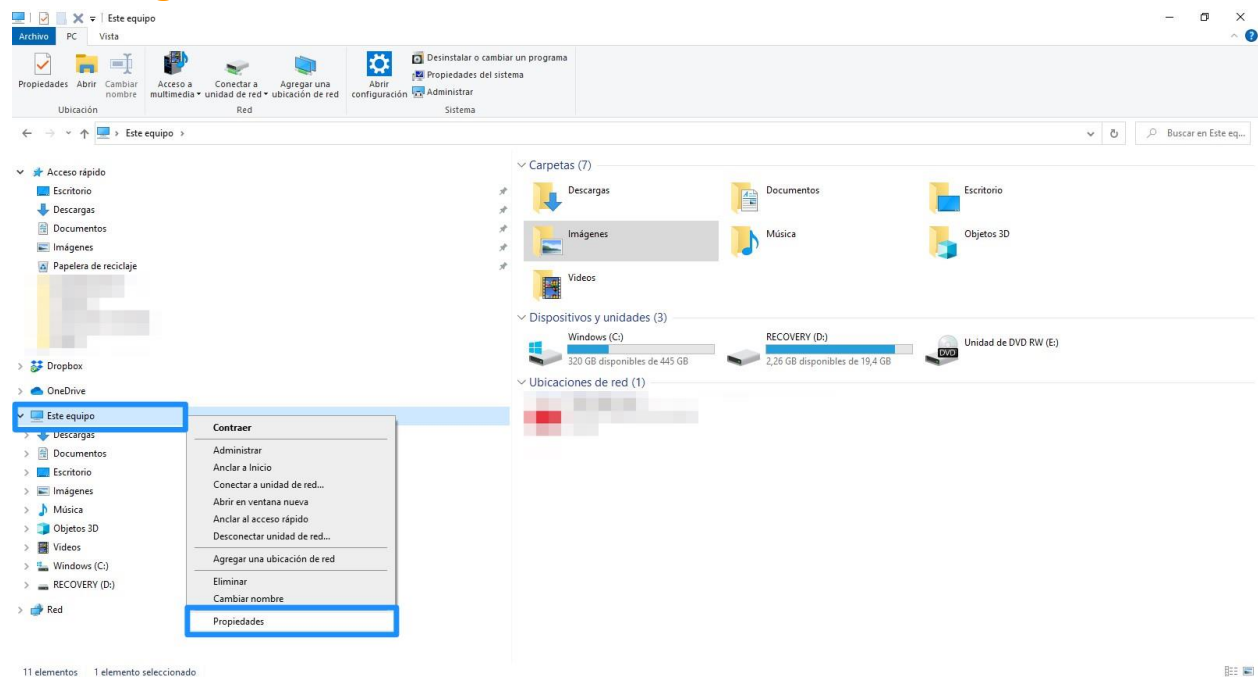 Este equipo
Archivo PC Vista
Propiedades Abrir Cambiar nombre Acceso a multimedia Conectar a unidad de red Agregar una ubicación de red Abrir configuración
Desinstalar o cambiar un programa
Propiedades del sistema
Administrar
Ubicación Red Sistema
Este equipo
Buscar en Este eq...
Acceso rápido
Escritorio
Descargas
Documentos
Imágenes
Papelera de reciclaje
Dropbox
OneDrive
Este equipo
Descargas
Documentos
Escritorio
Imágenes
Música
Objetos 3D
Videos
Windows (C:)
RECOVERY (D:)
Red
Contraer
Administrar
Anclar a Inicio
Conectar a unidad de red...
Abrir en ventana nueva
Anclar al acceso rápido
Desconectar unidad de red...
Agregar una ubicación de red
Eliminar
Cambiar nombre
Propiedades
Carpetas (7)
Descargas Documentos Escritorio
Imágenes Música Objetos 3D
Videos
Dispositivos y unidades (3)
Windows (C:)
320 GB disponibles de 445 GB
RECOVERY (D:)
2,26 GB disponibles de 19,4 GB
DVD
Unidad de DVD RW (E:)
Ubicaciones de red (1)
11 elementos 1 elemento seleccionado